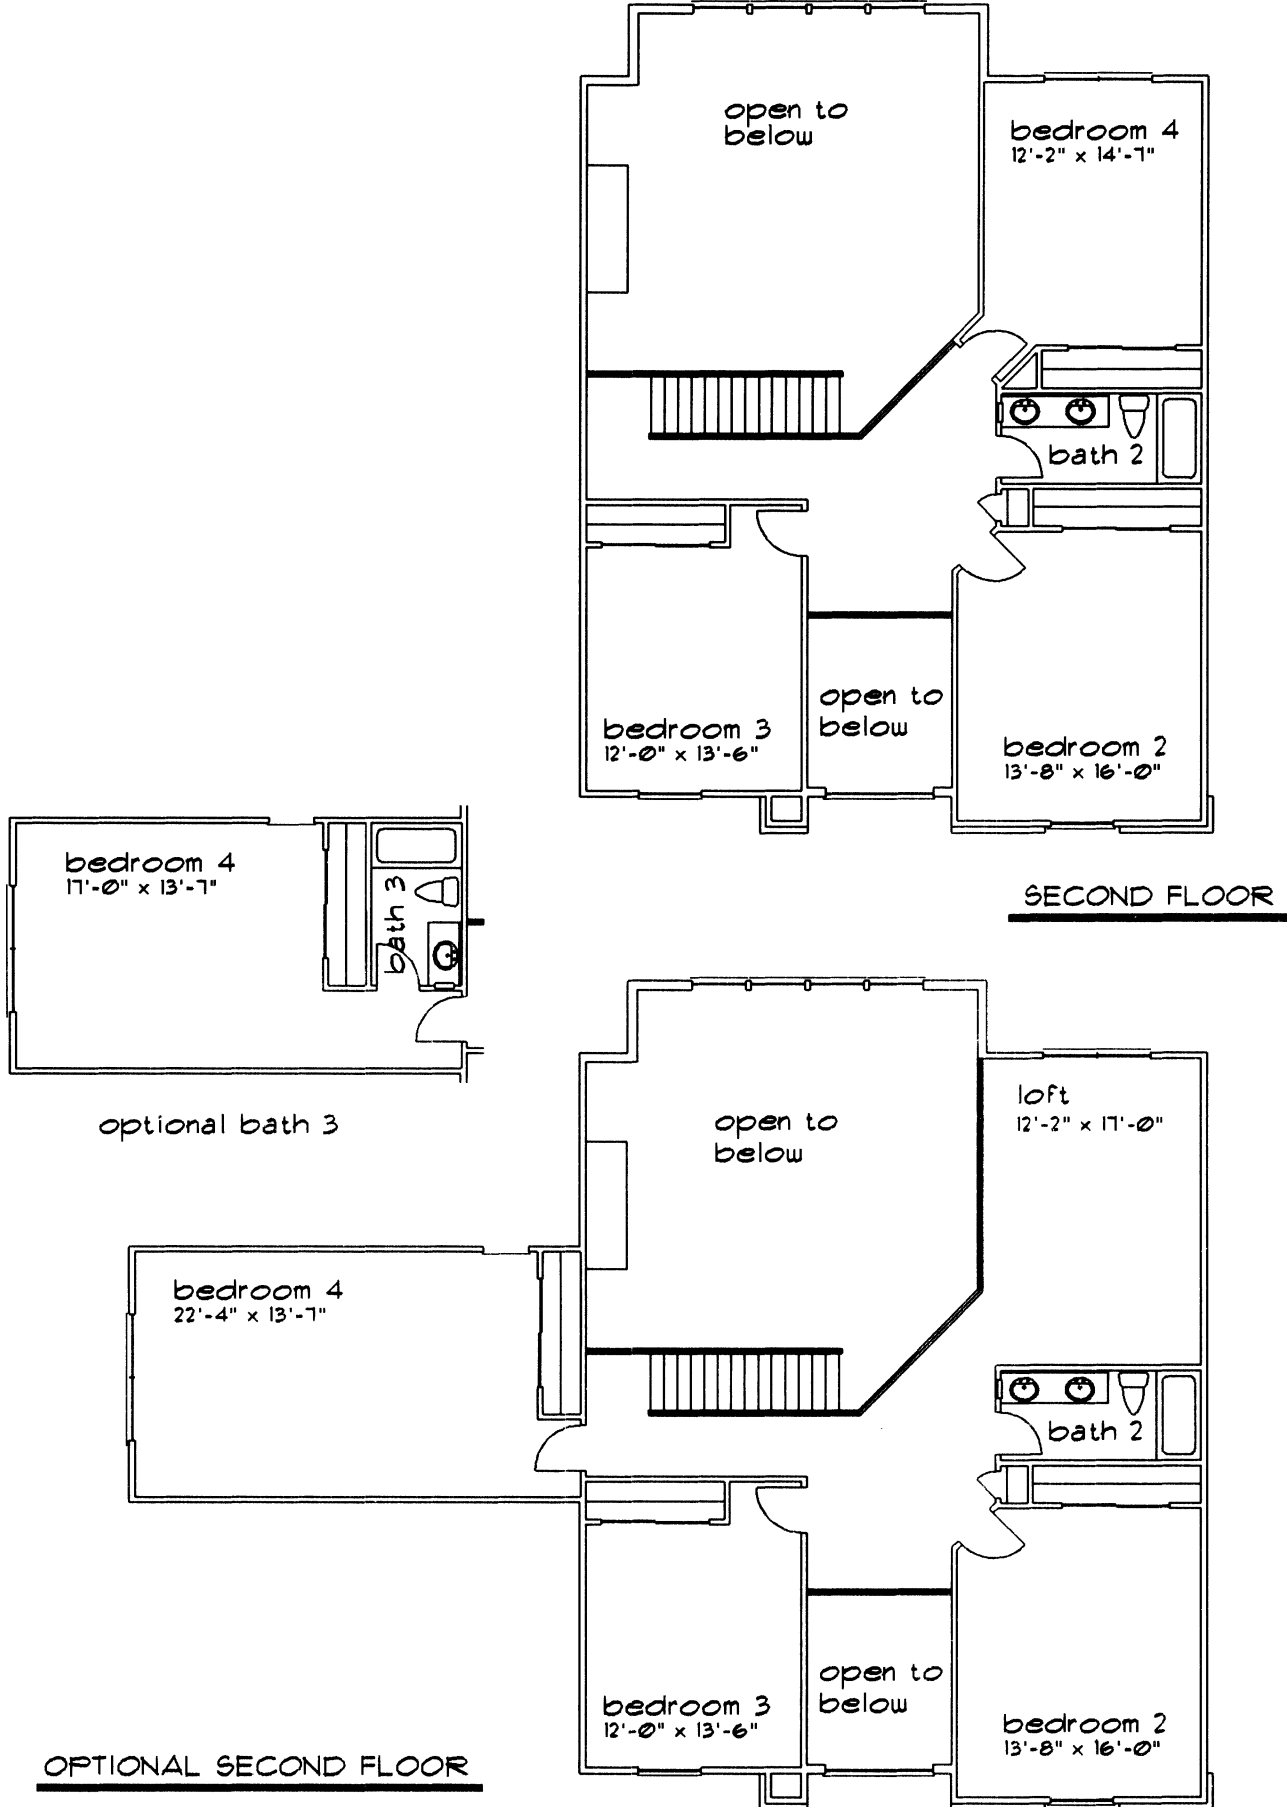 open to
below
bedroom 4
12'-2" x 14'-7"
bath 2
open to
below
bedroom 3
12'-0" x 13'-6"
bedroom 2
13'-8" x 16'-0"
SECOND FLOOR
bedroom 4
17'-0" x 13'-7"
bath 3
optional bath 3
loft
12'-2" x 17'-0"
open to
below
bedroom 4
22'-4" x 13'-7"
bath 2
open to
below
bedroom 3
12'-0" x 13'-6"
bedroom 2
13'-8" x 16'-0"
OPTIONAL SECOND FLOOR